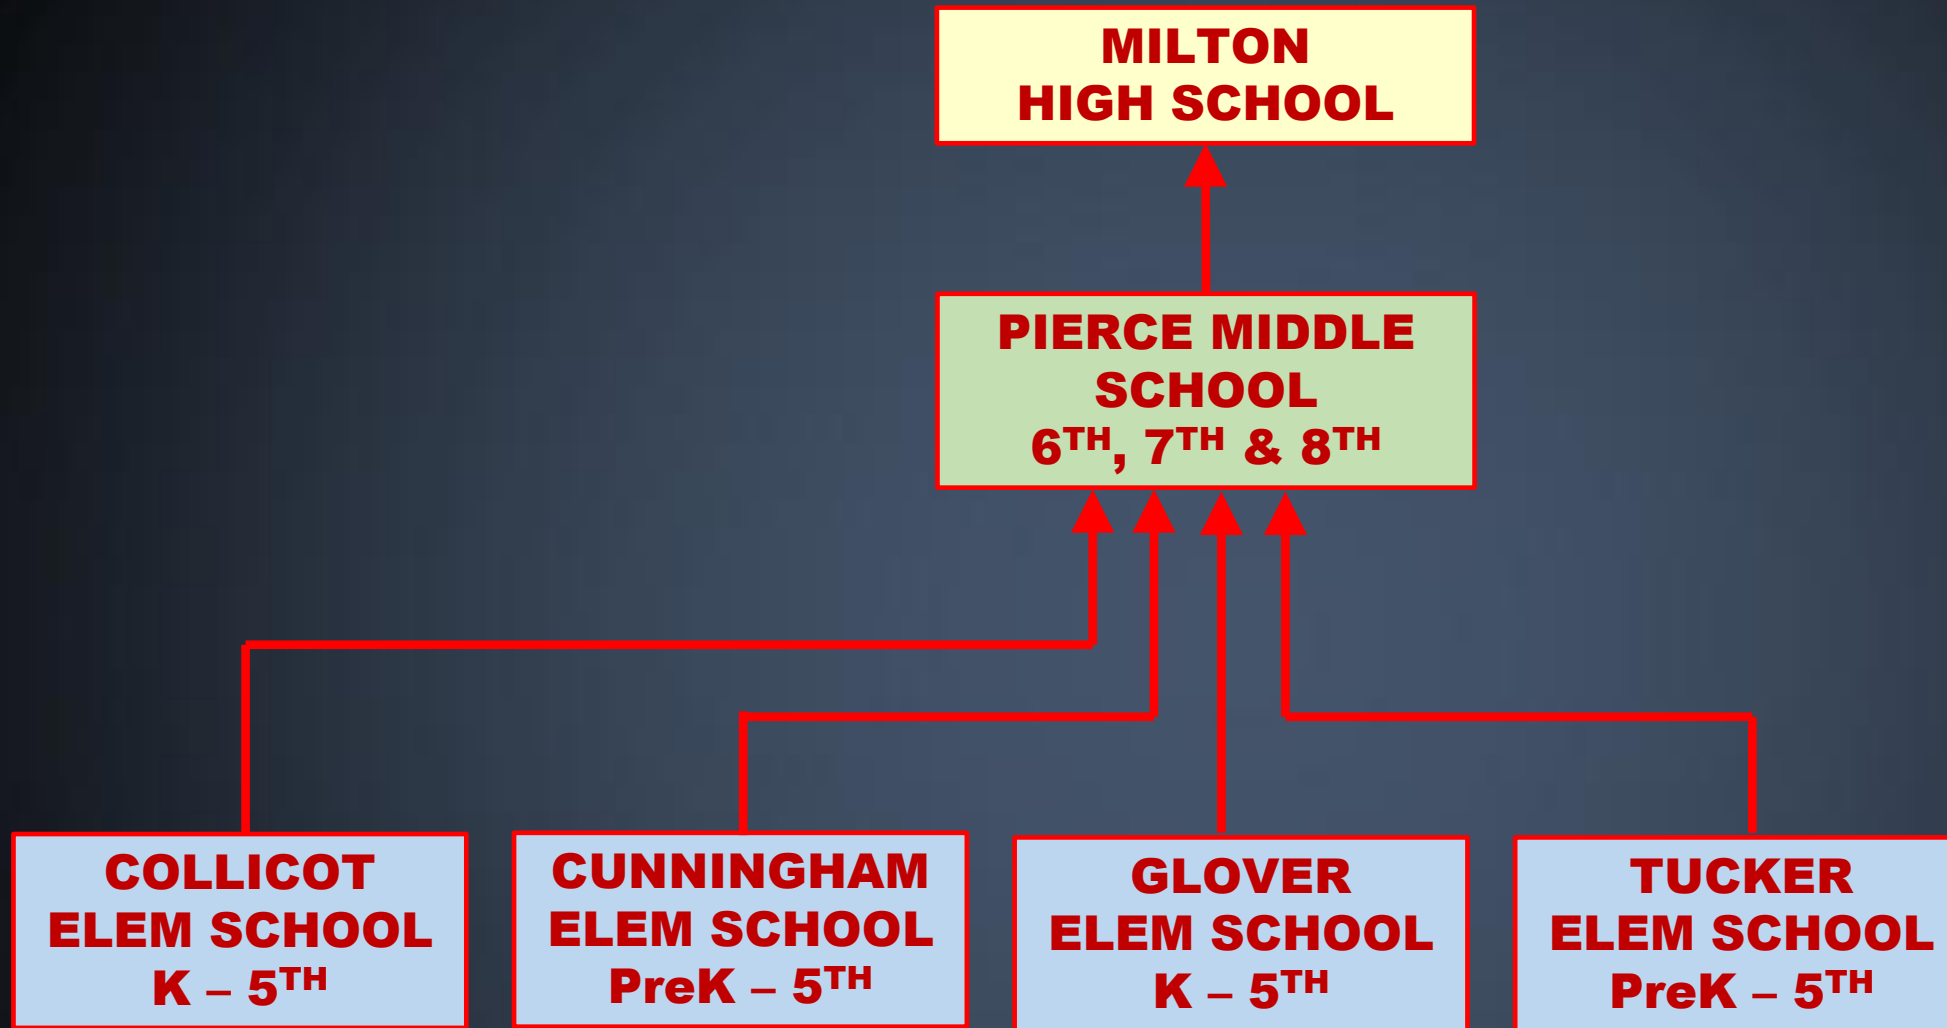 MILTON
HIGH SCHOOL
PIERCE MIDDLE
SCHOOL
6TH, 7TH & 8TH
COLLICOT
ELEM SCHOOL
K – 5TH
CUNNINGHAM
ELEM SCHOOL
PreK – 5TH
GLOVER
ELEM SCHOOL
K – 5TH
TUCKER
ELEM SCHOOL
PreK – 5TH